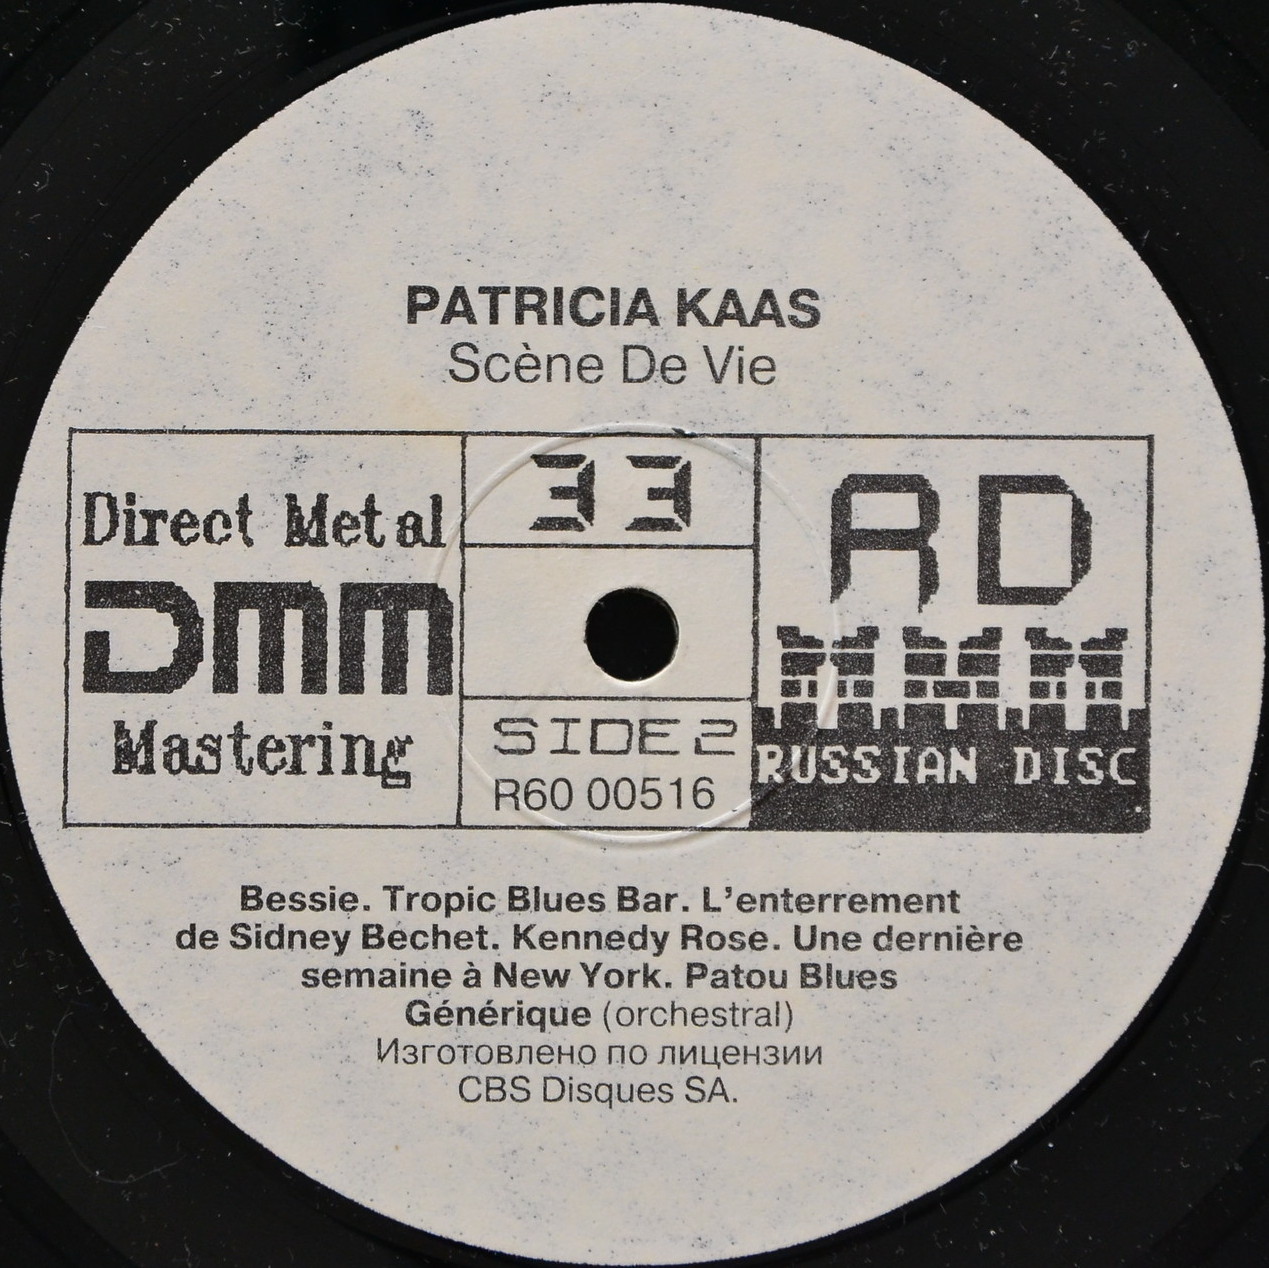 PATRICIA KAAS
Scène De Vie
Direct Metal
DMM
Mastering
33
SIDE 2
R60 00516
RD
RUSSIAN DISC
Bessie. Tropic Blues Bar. L'enterrement
de Sidney Bechet. Kennedy Rose. Une dernière
semaine à New York. Patou Blues
Générique (orchestral)
Изготовлено по лицензии
CBS Disques SA.